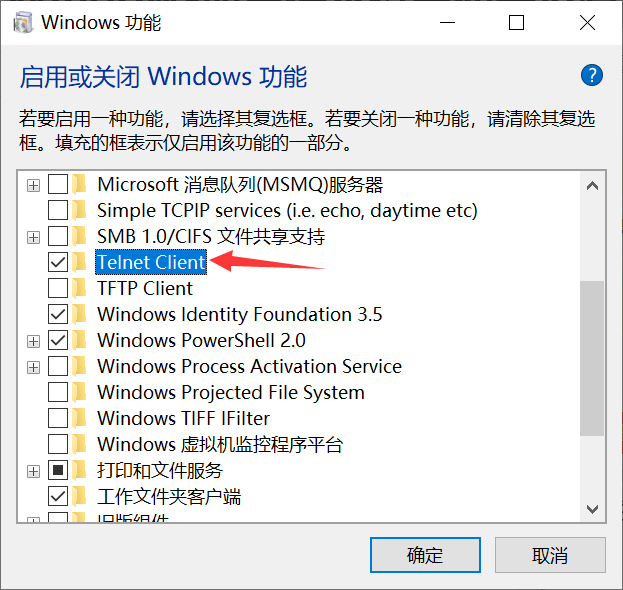 Windows 功能
启用或关闭 Windows 功能
?
若要启用一种功能，请选择其复选框。若要关闭一种功能，请清除其复选
框。填充的框表示仅启用该功能的一部分。
Microsoft 消息队列(MSMQ)服务器
Simple TCPIP services (i.e. echo, daytime etc)
SMB 1.0/CIFS 文件共享支持
Telnet Client
TFTP Client
Windows Identity Foundation 3.5
Windows PowerShell 2.0
Windows Process Activation Service
Windows Projected File System
Windows TIFF IFilter
Windows 虚拟机监控程序平台
打印和文件服务
工作文件夹客户端
旧版组件
确定
取消